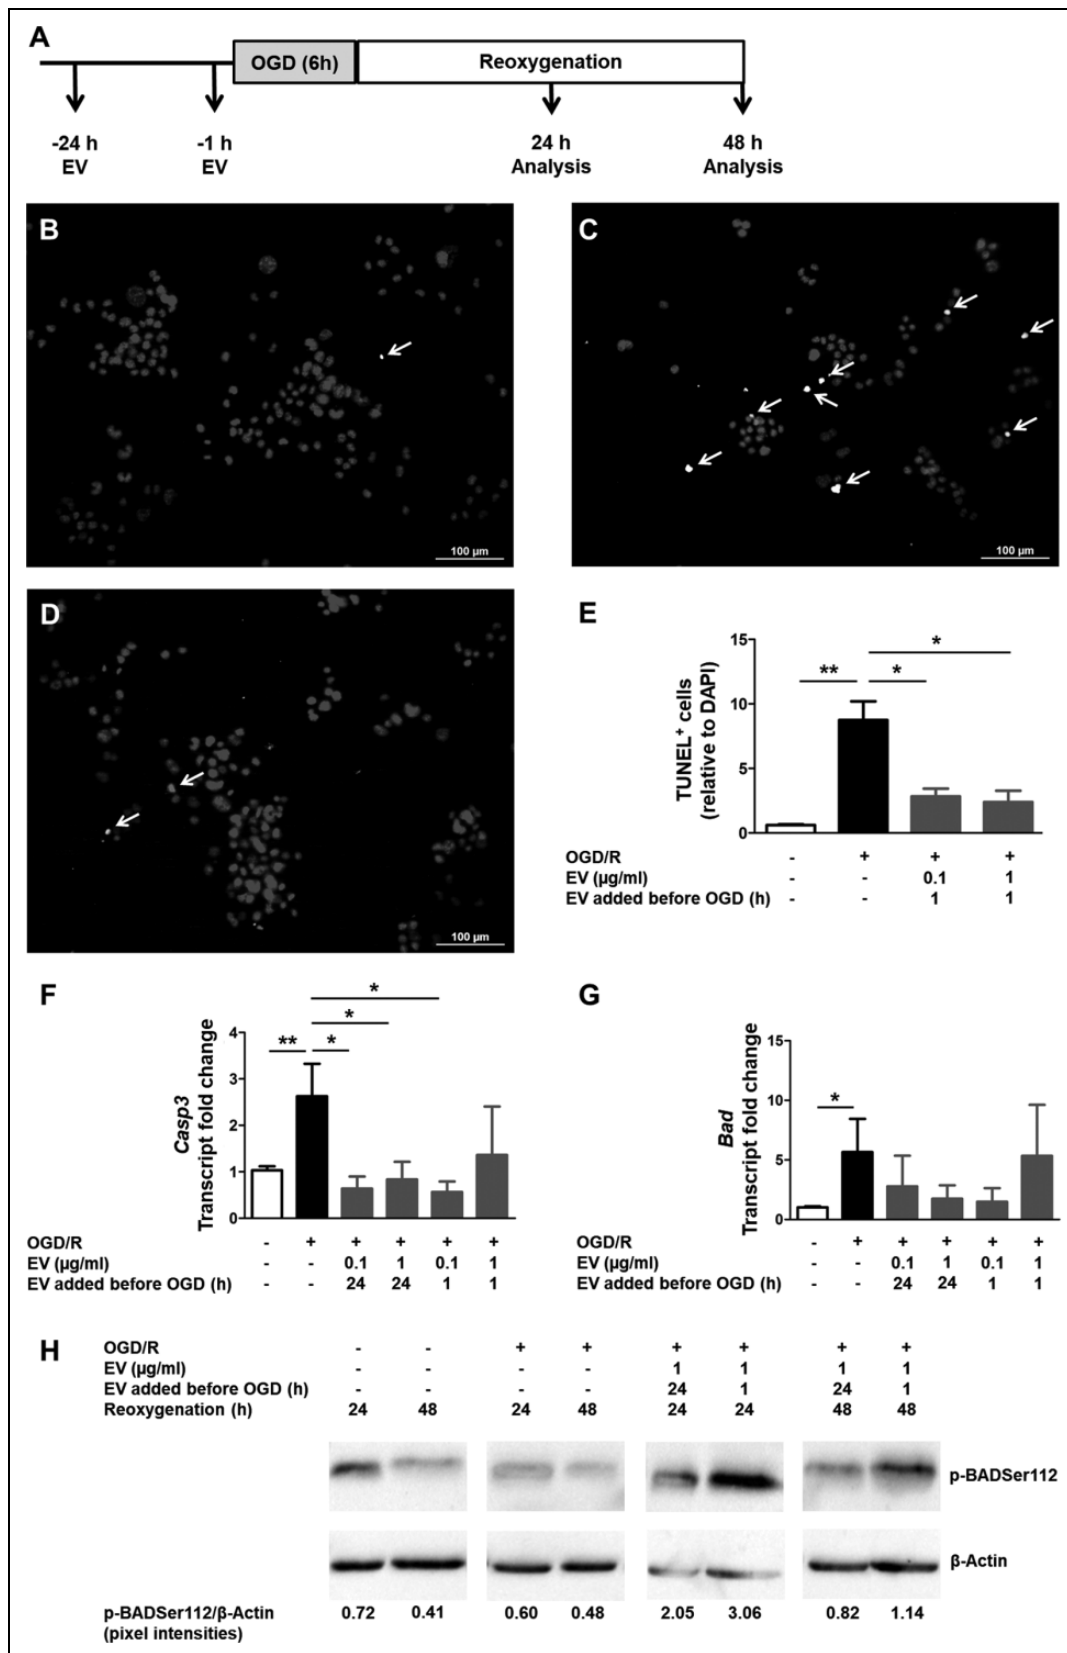 A
OGD (6h)
Reoxygenation
-24 h
EV
-1 h
EV
24 h
Analysis
48 h
Analysis
B
100 µm
C
100 µm
D
100 µm
E
TUNEL⁺ cells
(relative to DAPI)
15
10
5
0
**
*
*
OGD/R - + + +
EV (µg/ml) - - 0.1 1
EV added before OGD (h) - - 1 1
F
Casp3
Transcript fold change
4
3
2
1
0
**
*
*
*
OGD/R - + + + + +
EV (µg/ml) - - 0.1 1 0.1 1
EV added before OGD (h) - - 24 24 1 1
G
Bad
Transcript fold change
15
10
5
0
*
OGD/R - + + + + +
EV (µg/ml) - - 0.1 1 0.1 1
EV added before OGD (h) - - 24 24 1 1
H
OGD/R - - + + + + + +
EV (µg/ml) - - - - 1 1 1 1
EV added before OGD (h) - - - - 24 1 24 1
Reoxygenation (h) 24 48 24 48 24 24 48 48
p-BADSer112
β-Actin
p-BADSer112/β-Actin 0.72 0.41 0.60 0.48 2.05 3.06 0.82 1.14
(pixel intensities)